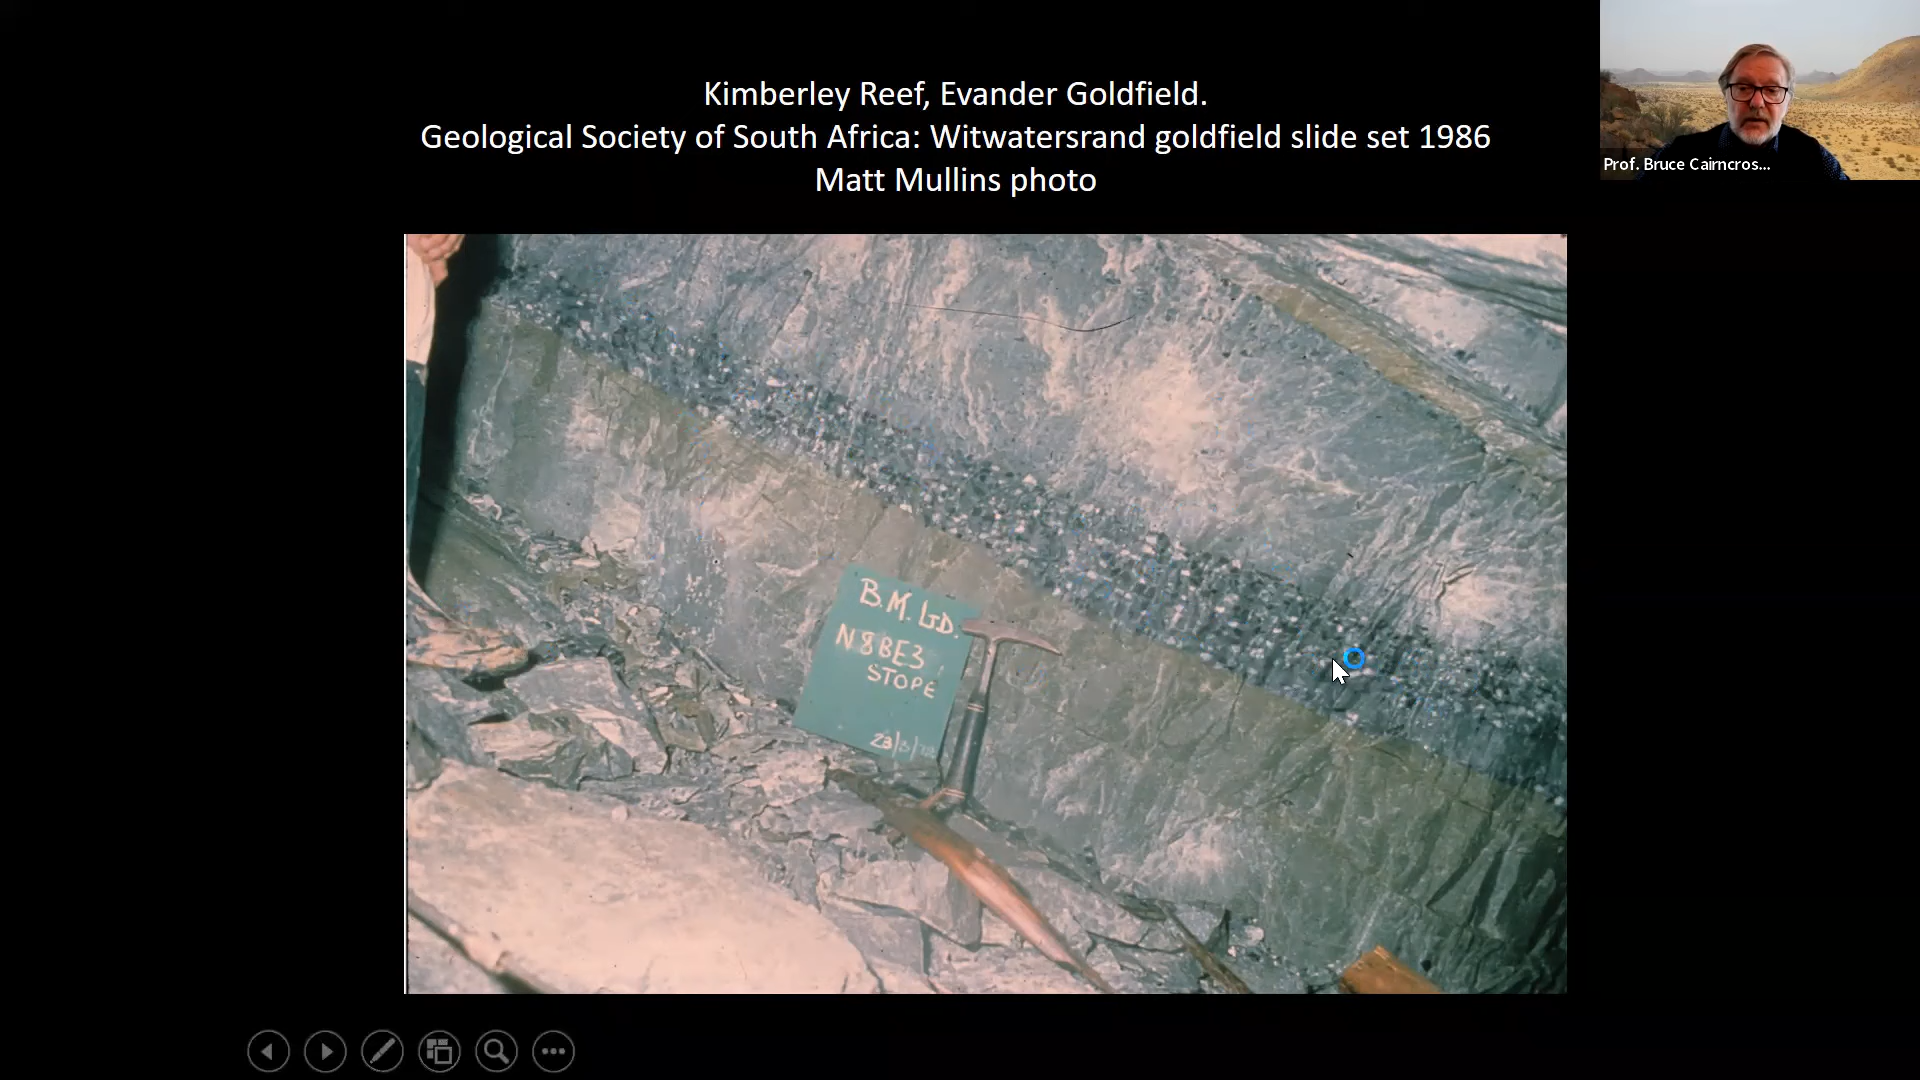 Kimberley Reef, Evander Goldfield.
Geological Society of South Africa: Witwatersrand goldfield slide set 1986
Matt Mullins photo
Prof. Bruce Cairncros...
B.M. LTD.
N8BE3
STOPE